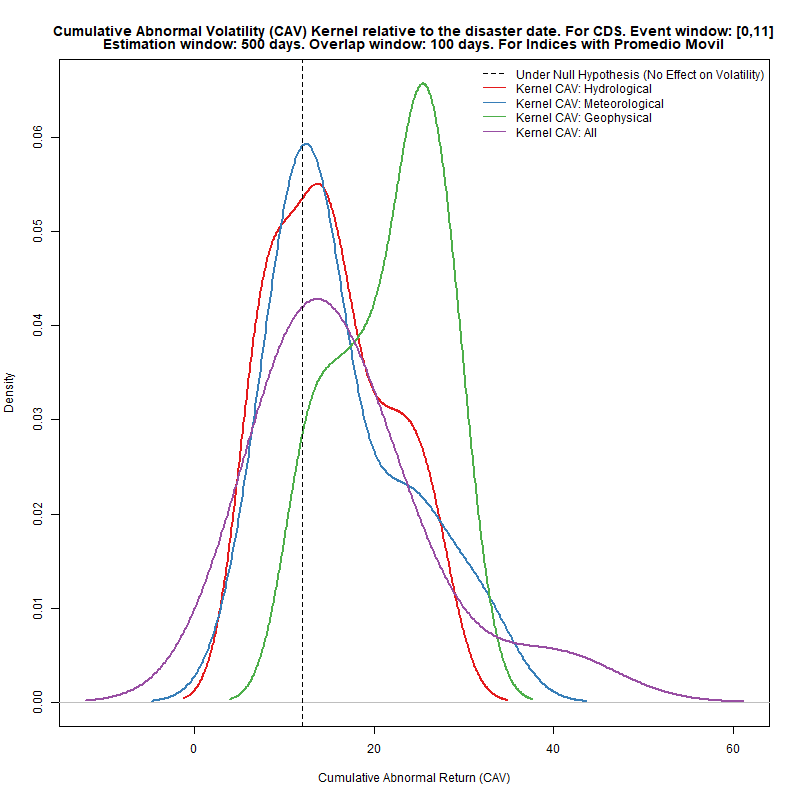 Cumulative Abnormal Volatility (CAV) Kernel relative to the disaster date. For CDS. Event window: [0,11]
Estimation window: 500 days. Overlap window: 100 days. For Indices with Promedio Movil
Under Null Hypothesis (No Effect on Volatility)
Kernel CAV: Hydrological
Kernel CAV: Meteorological
Kernel CAV: Geophysical
Kernel CAV: All
Density
0.06
0.05
0.04
0.03
0.02
0.01
0.00
0 20 40 60
Cumulative Abnormal Return (CAV)